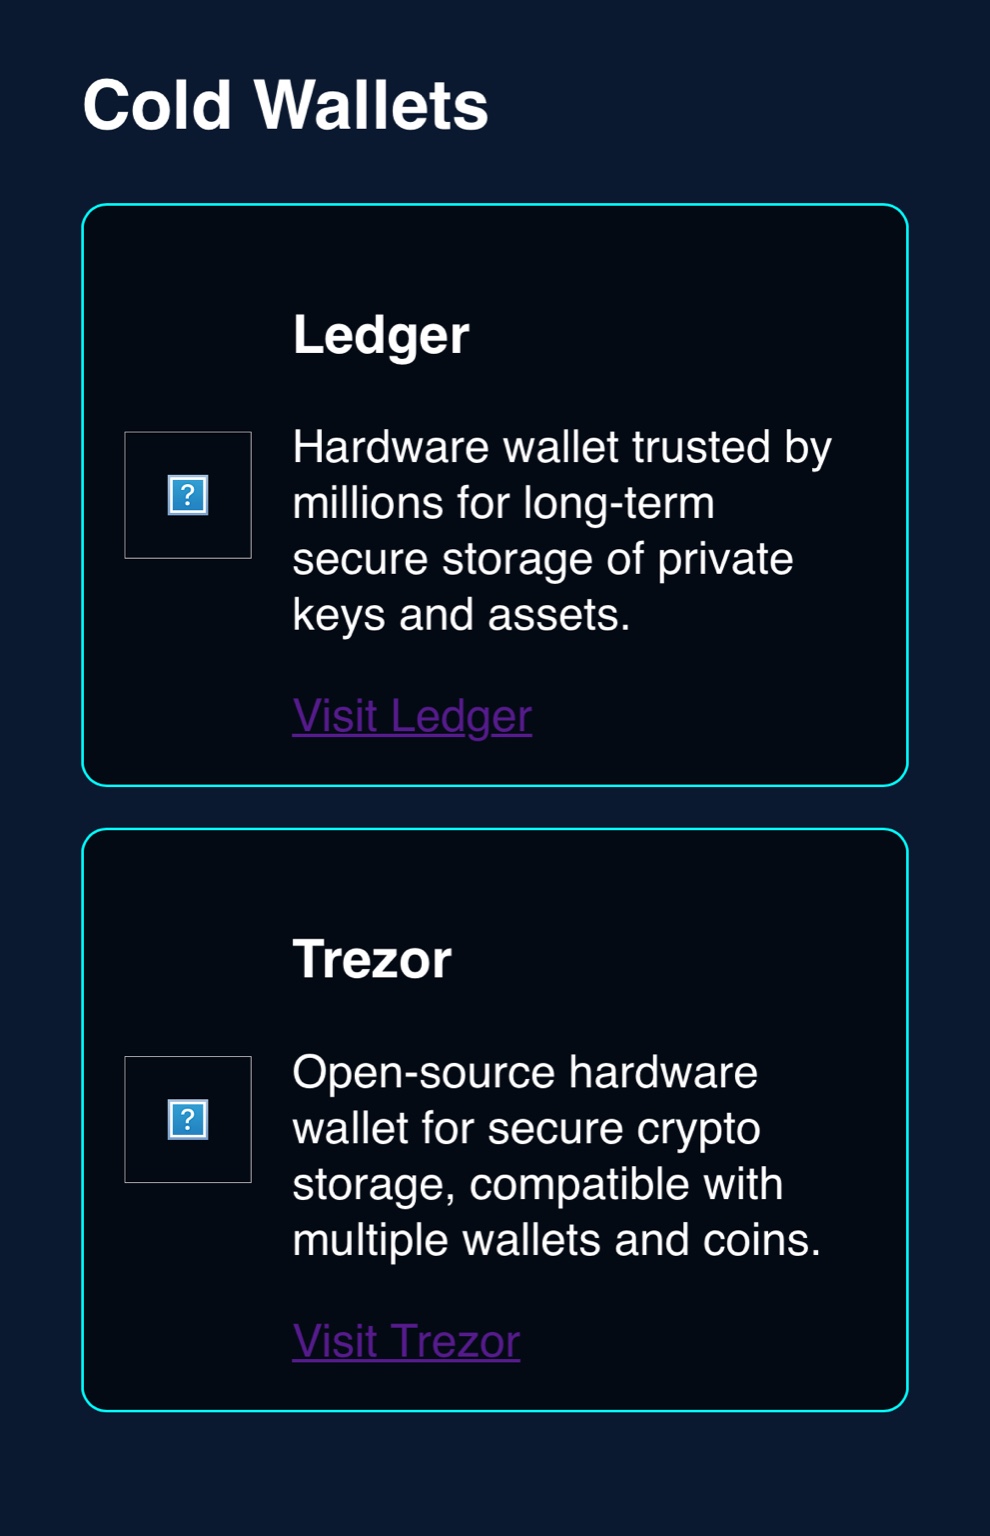 Cold Wallets
Ledger
Hardware wallet trusted by
millions for long-term
secure storage of private
keys and assets.
Visit Ledger
Trezor
Open-source hardware
wallet for secure crypto
storage, compatible with
multiple wallets and coins.
Visit Trezor